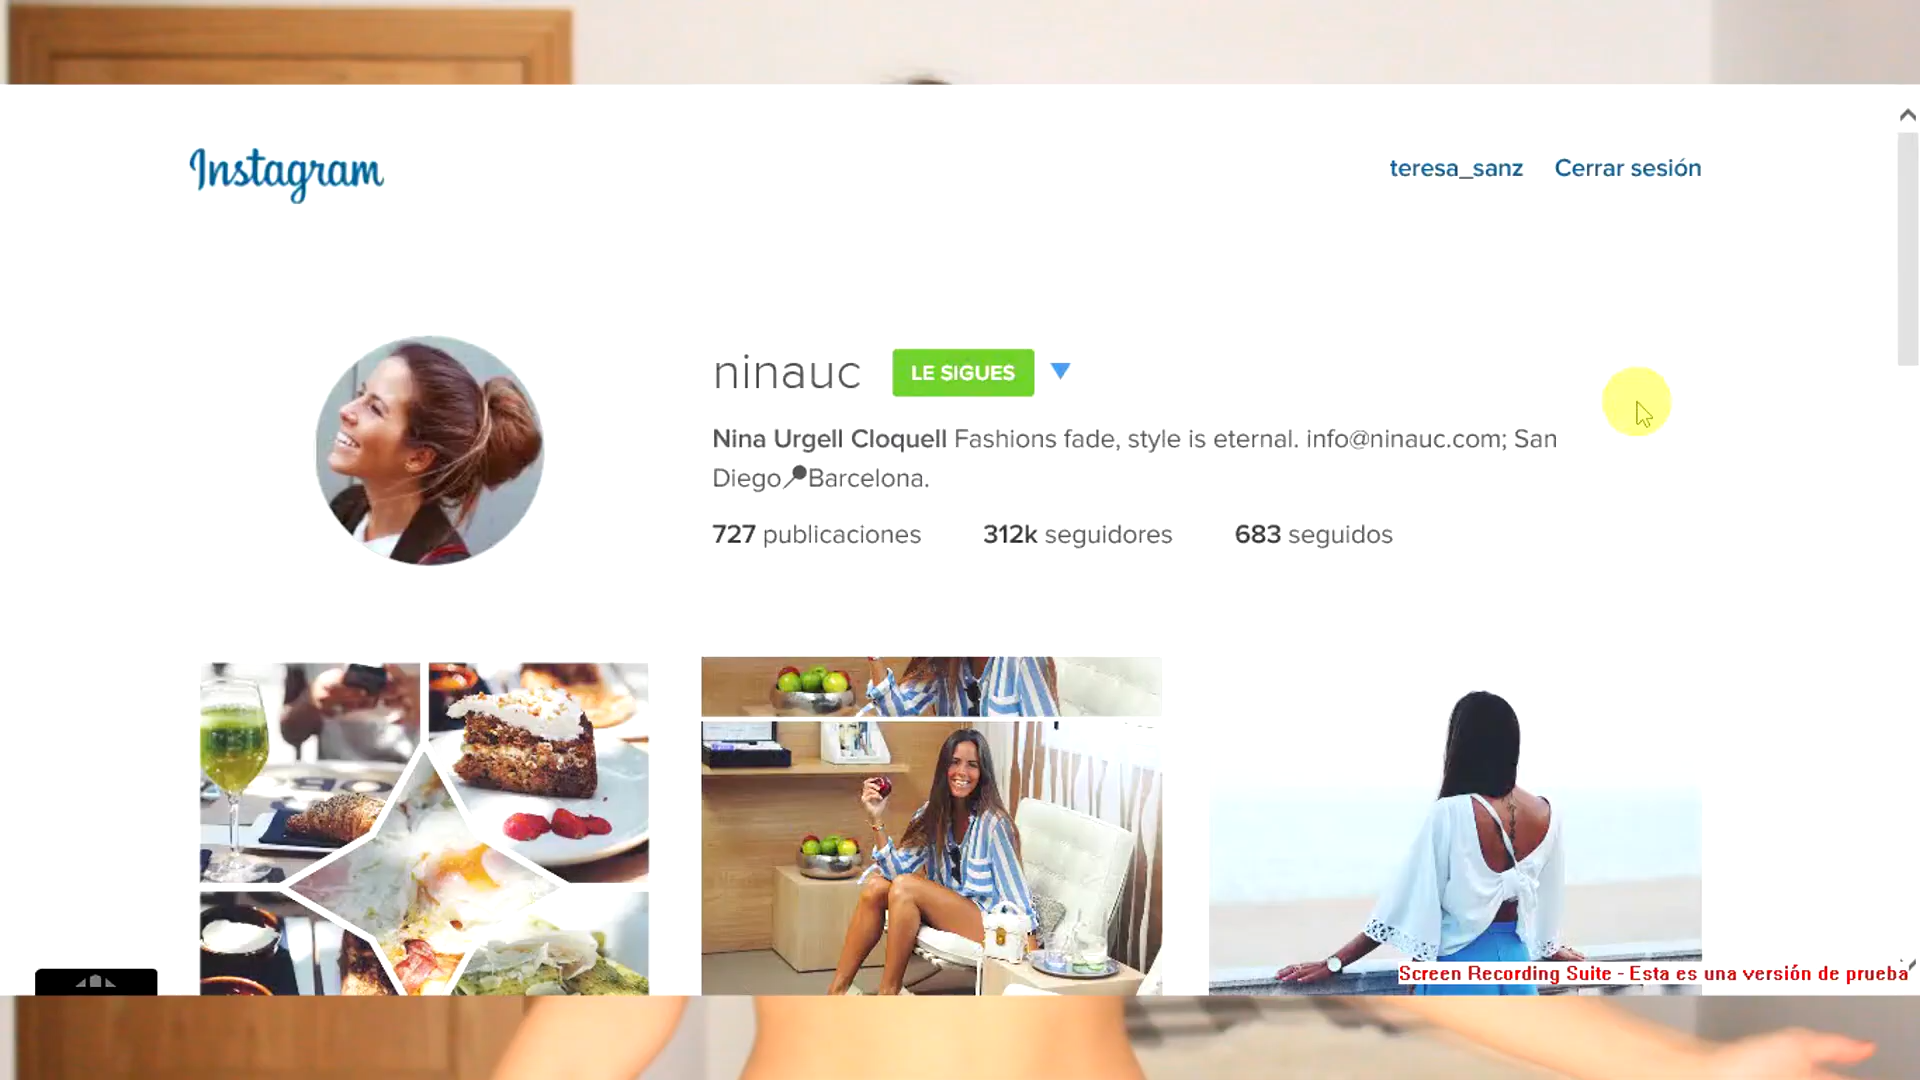 Instagram
teresa_sanz Cerrar sesión
ninauc LE SIGUES
Nina Urgell Cloquell Fashions fade, style is eternal. info@ninauc.com; San
Diego📍Barcelona.
727 publicaciones 312k seguidores 683 seguidos
Screen Recording Suite - Esta es una versión de prueba